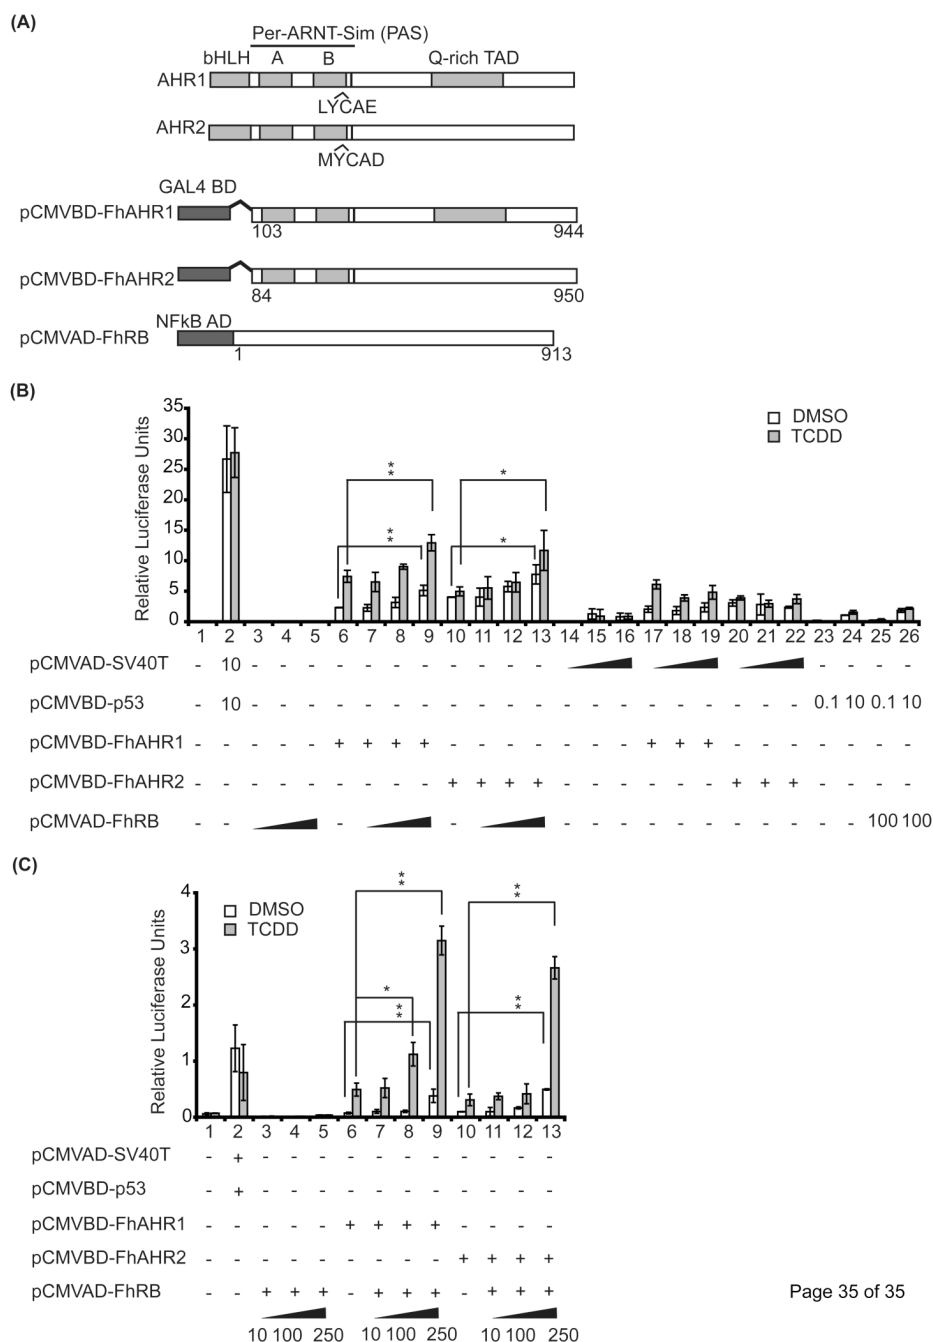 (A)
Per-ARNT-Sim (PAS)
bHLH A B Q-rich TAD
AHR1
LYCAE
AHR2
MYCAD
GAL4 BD
pCMVBD-FhAHR1
103 944
pCMVBD-FhAHR2
84 950
NFkB AD
pCMVAD-FhRB
1 913
(B)
Relative Luciferase Units
35
30
25
20
15
10
5
0
DMSO
TCDD
* *
*
* *
*
1 2 3 4 5 6 7 8 9 10 11 12 13 14 15 16 17 18 19 20 21 22 23 24 25 26
pCMVAD-SV40T - 10 - - - - - - - - - - - - - - -
pCMVBD-p53 - 10 - - - - - - - - - - - - - - - - - - - - 0.1 10 0.1 10
pCMVBD-FhAHR1 - - - - - + + + + - - - - - - - + + + - - - - - - -
pCMVBD-FhAHR2 - - - - - - - - - + + + + - - - - - - + + + - - - -
pCMVAD-FhRB - - - - - - - - - - - - - - - 100 100
(C)
Relative Luciferase Units
4
3
2
1
0
DMSO
TCDD
* *
* *
*
* *
* *
1 2 3 4 5 6 7 8 9 10 11 12 13
pCMVAD-SV40T - + - - - - - - - - - - -
pCMVBD-p53 - + - - - - - - - - - - -
pCMVBD-FhAHR1 - - - - - + + + + - - - -
pCMVBD-FhAHR2 - - - - - - - - - + + + +
pCMVAD-FhRB - - + + + - + + + - + + +
10 100 250 10 100 250 10 100 250
Page 35 of 35